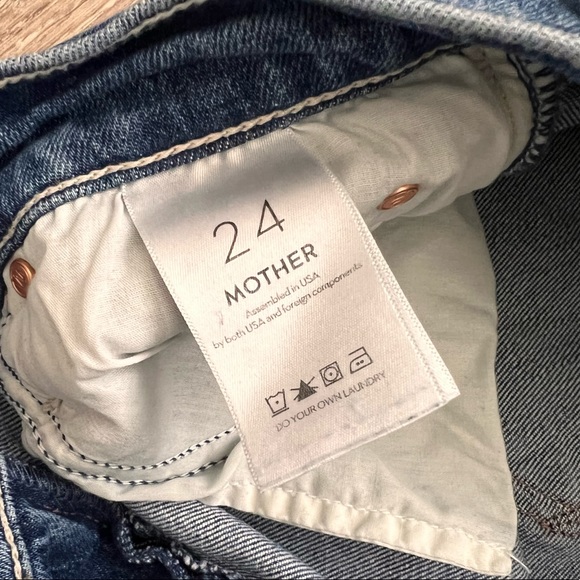 24
MOTHER
Assembled in USA
by both USA and foreign components
DO YOUR OWN LAUNDRY